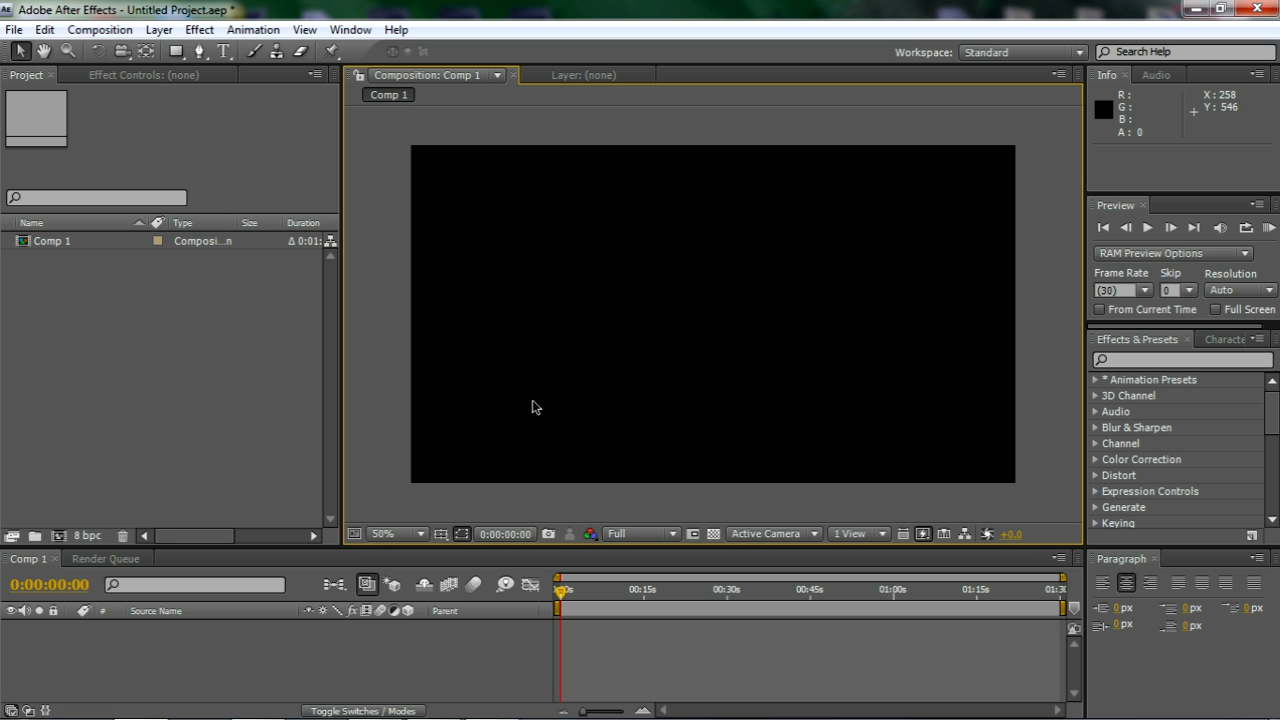 Adobe After Effects - Untitled Project.aep *
File Edit Composition Layer Effect Animation View Window Help
Workspace: Standard Search Help
Project Effect Controls: (none)
Composition: Comp 1 Layer: (none)
Comp 1
Info Audio
R: X: 258
G: Y: 546
B:
A: 0
Name Type Size Duration
Comp 1 Composi...n Δ 0:01:
Preview
RAM Preview Options
Frame Rate Skip Resolution
(30) 0 Auto
From Current Time Full Screen
Effects & Presets Characte
* Animation Presets
3D Channel
Audio
Blur & Sharpen
Channel
Color Correction
Distort
Expression Controls
Generate
Keying
8 bpc
50% 0:00:00:00 Full Active Camera 1 View +0.0
Comp 1 Render Queue
0:00:00:00
# Source Name Parent
00:15s 00:30s 00:45s 01:00s 01:15s 01:30
Toggle Switches / Modes
Paragraph
0 px 0 px 0 px
0 px 0 px